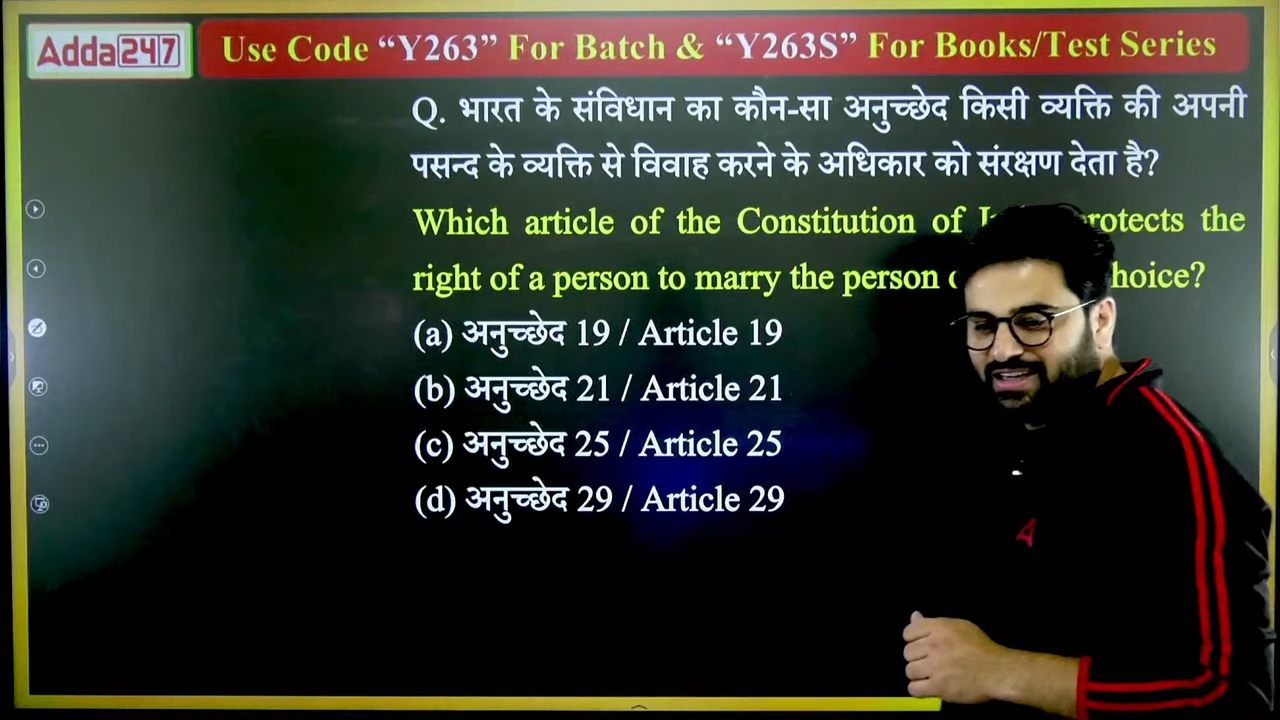 Adda247
Use Code “Y263” For Batch & “Y263S” For Books/Test Series
Q. भारत के संविधान का कौन-सा अनुच्छेद किसी व्यक्ति की अपनी
पसन्द के व्यक्ति से विवाह करने के अधिकार को संरक्षण देता है?
Which article of the Constitution of the
right of a person to marry the person
(a) अनुच्छेद 19 / Article 19
(b) अनुच्छेद 21 / Article 21
(c) अनुच्छेद 25 / Article 25
(d) अनुच्छेद 29 / Article 29